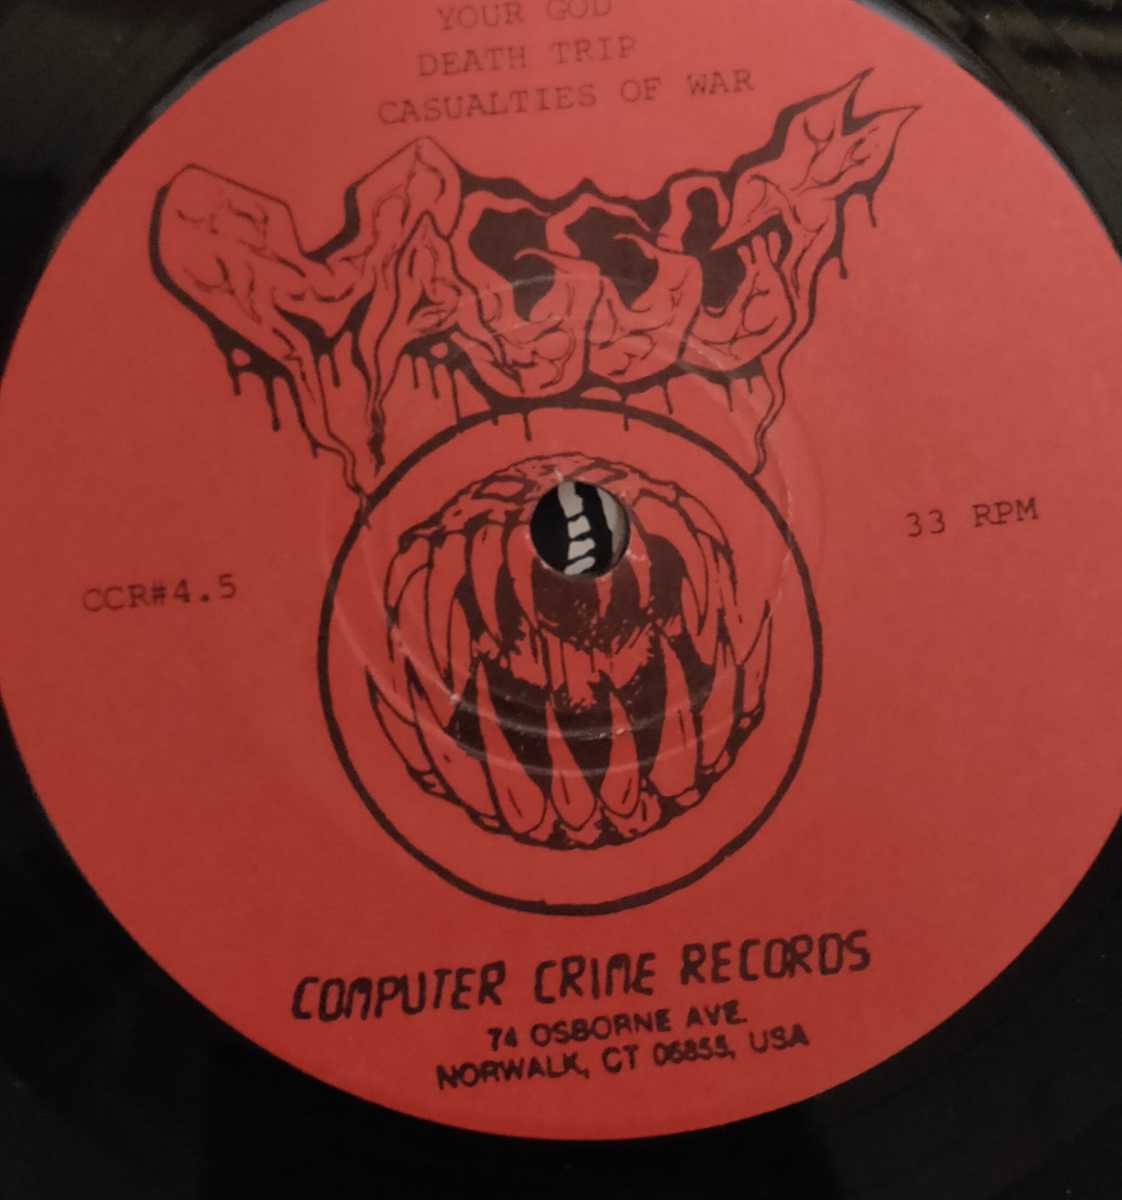 YOUR GOD
DEATH TRIP
CASUALTIES OF WAR
MAGGOT
33 RPM
CCR#4.5
COMPUTER CRIME RECORDS
74 OSBORNE AVE.
NORWALK, CT 06855, USA